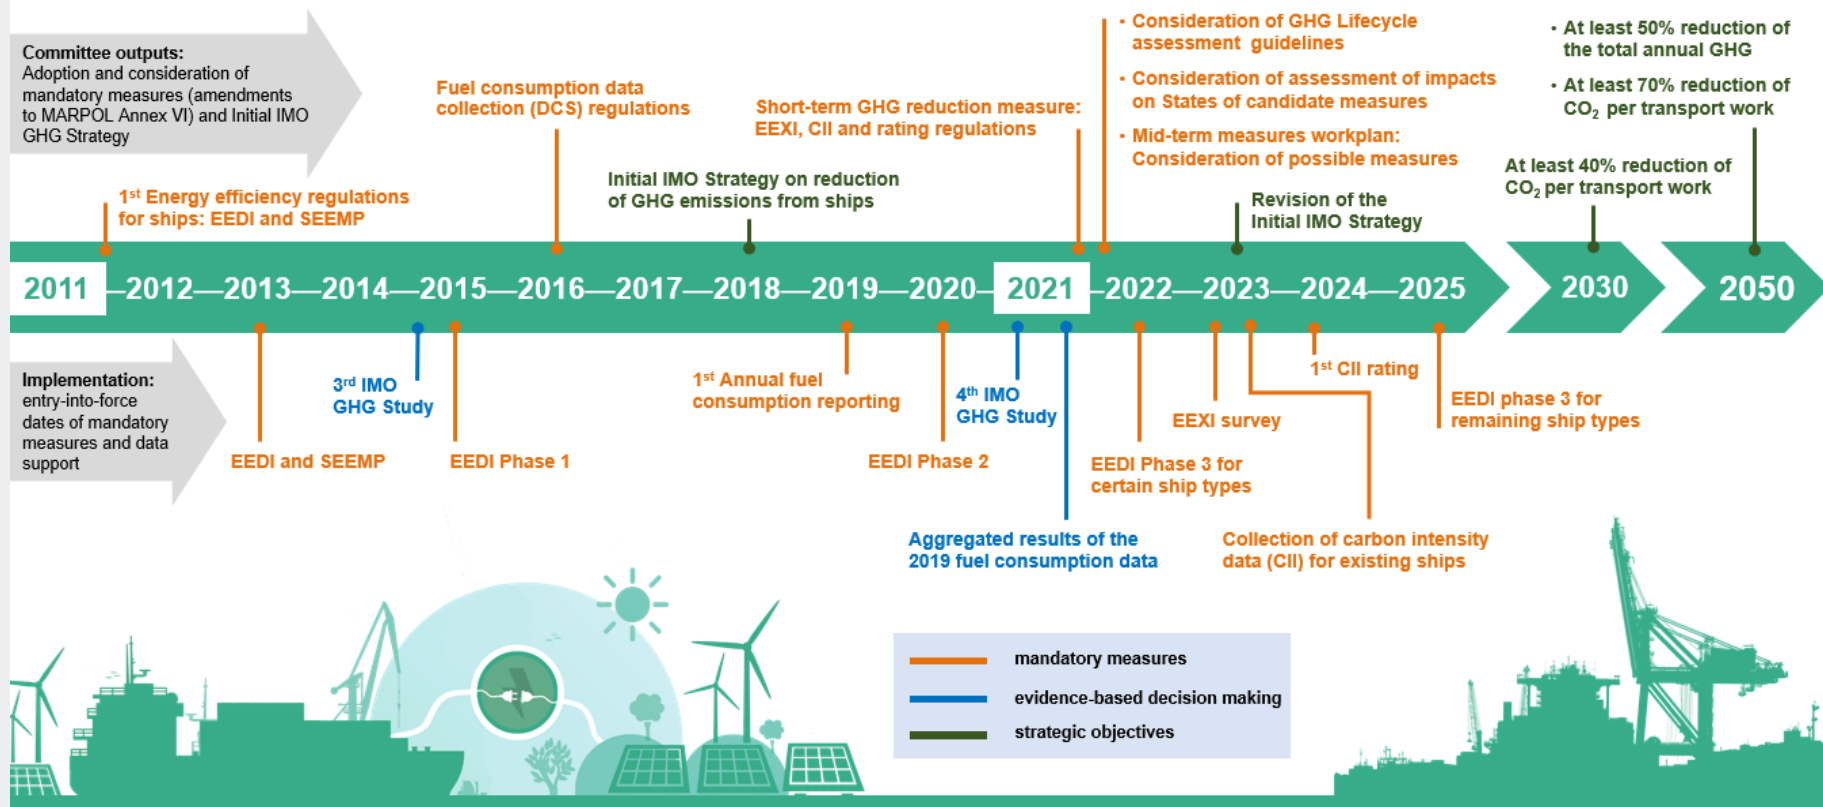 Committee outputs:
Adoption and consideration of
mandatory measures (amendments
to MARPOL Annex VI) and Initial IMO
GHG Strategy
1st Energy efficiency regulations
for ships: EEDI and SEEMP
Fuel consumption data
collection (DCS) regulations
Initial IMO Strategy on reduction
of GHG emissions from ships
Short-term GHG reduction measure:
EEXI, CII and rating regulations
• Consideration of GHG Lifecycle
assessment guidelines
• Consideration of assessment of impacts
on States of candidate measures
• Mid-term measures workplan:
Consideration of possible measures
Revision of the
Initial IMO Strategy
At least 40% reduction of
CO2 per transport work
• At least 50% reduction of
the total annual GHG
• At least 70% reduction of
CO2 per transport work
2011 2012 2013 2014 2015 2016 2017 2018 2019 2020 2021 2022 2023 2024 2025 2030 2050
Implementation:
entry-into-force
dates of mandatory
measures and data
support
EEDI and SEEMP
3rd IMO
GHG Study
EEDI Phase 1
1st Annual fuel
consumption reporting
EEDI Phase 2
4th IMO
GHG Study
Aggregated results of the
2019 fuel consumption data
EEDI Phase 3 for
certain ship types
EEXI survey
Collection of carbon intensity
data (CII) for existing ships
1st CII rating
EEDI phase 3 for
remaining ship types
mandatory measures
evidence-based decision making
strategic objectives